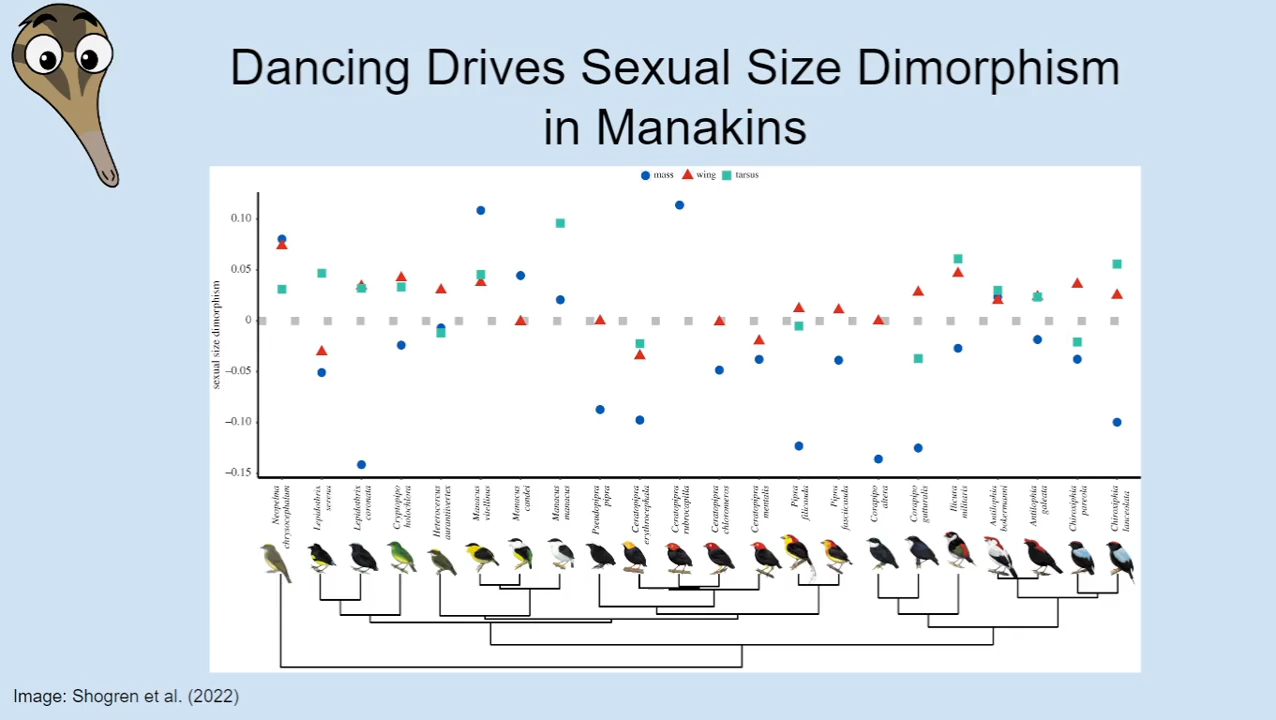 Dancing Drives Sexual Size Dimorphism
in Manakins
mass wing tarsus
0.10
0.05
0
−0.05
−0.10
−0.15
sexual size dimorphism
Neopelma
chrysocephalum
Lepidothrix
serena
Lepidothrix
coronata
Cryptopipo
holochlora
Heterocercus
aurantiivertex
Manacus
vitellinus
Manacus
candei
Manacus
manacus
Pseudopipra
pipra
Ceratopipra
erythrocephala
Ceratopipra
rubrocapilla
Ceratopipra
chloromeros
Ceratopipra
mentalis
Pipra
filicauda
Pipra
fasciicauda
Corapipo
altera
Corapipo
gutturalis
Ilicura
militaris
Antilophia
bokermanni
Antilophia
galeata
Chiroxiphia
pareola
Chiroxiphia
lanceolata
Image: Shogren et al. (2022)